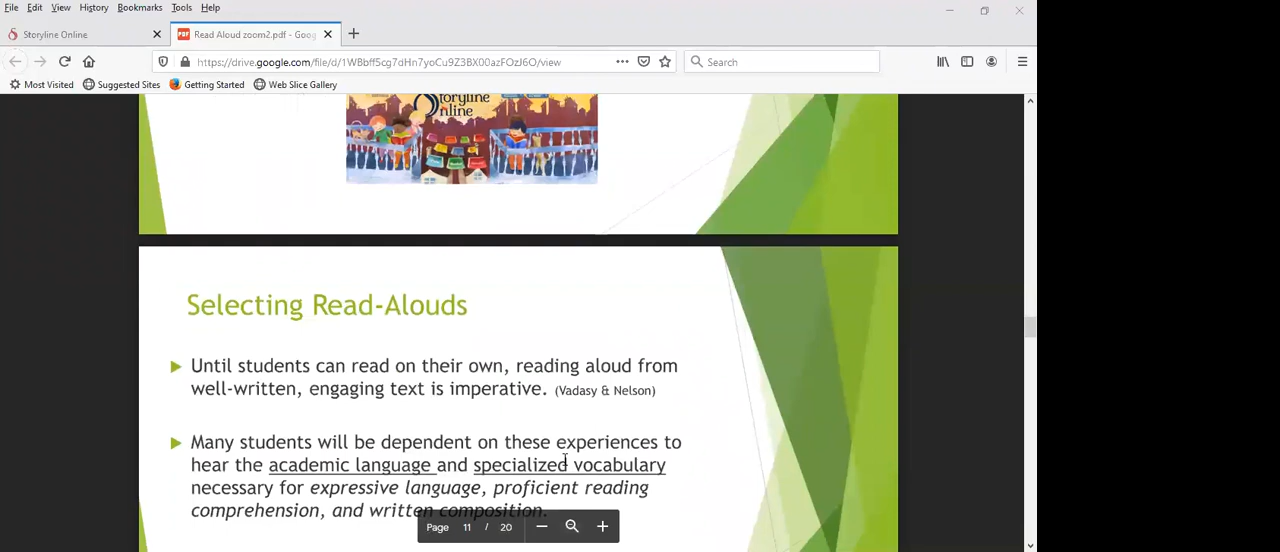 File Edit View History Bookmarks Tools Help
Storyline Online
Read Aloud zoom2.pdf - Goog
https://drive.google.com/file/d/1WBbff5cg7dHn7yoCu9Z3BX00azFOzJ6O/view
Search
Most Visited Suggested Sites Getting Started Web Slice Gallery
Storyline
Online
Selecting Read-Alouds
Until students can read on their own, reading aloud from
well-written, engaging text is imperative. (Vadasy & Nelson)
Many students will be dependent on these experiences to
hear the academic language and specialized vocabulary
necessary for expressive language, proficient reading
comprehension, and written composition.
Page 11 / 20